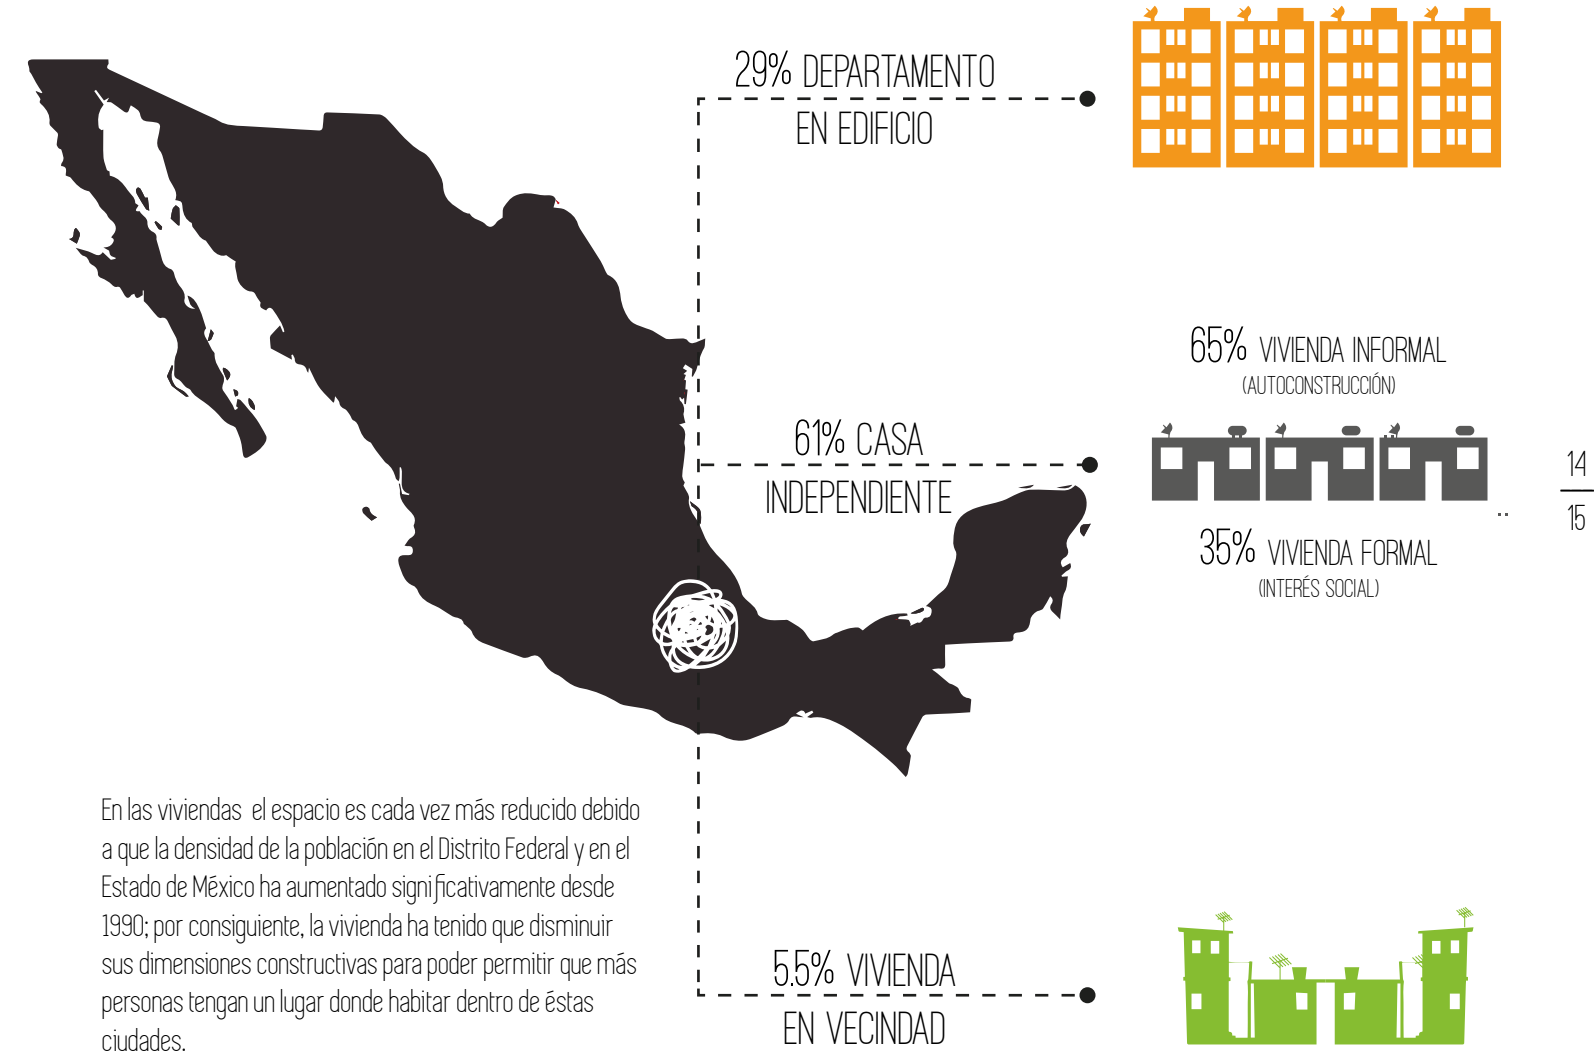 29% DEPARTAMENTO
EN EDIFICIO
65% VIVIENDA INFORMAL
(AUTOCONSTRUCCIÓN)
61% CASA
INDEPENDIENTE
14
15
35% VIVIENDA FORMAL
(INTERÉS SOCIAL)
En las viviendas el espacio es cada vez más reducido debido
a que la densidad de la población en el Distrito Federal y en el
Estado de México ha aumentado significativamente desde
1990; por consiguiente, la vivienda ha tenido que disminuir
sus dimensiones constructivas para poder permitir que más
personas tengan un lugar donde habitar dentro de éstas
ciudades.
5.5% VIVIENDA
EN VECINDAD